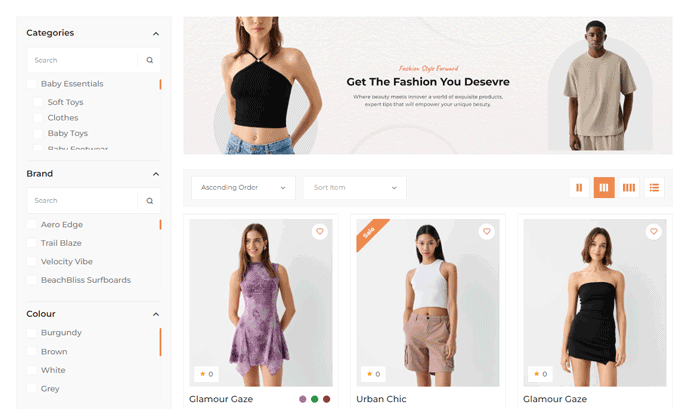 Categories
Search
Baby Essentials
Soft Toys
Clothes
Baby Toys
Baby Footwear
Brand
Search
Aero Edge
Trail Blaze
Velocity Vibe
BeachBliss Surfboards
Colour
Burgundy
Brown
White
Grey
Fashion Style Forward
Get The Fashion You Desevre
Where beauty meets innover a world of exquisite products,
expert tips that will empower your unique beauty.
Ascending Order
Sort Item
0
Glamour Gaze
Sale
0
Urban Chic
0
Glamour Gaze